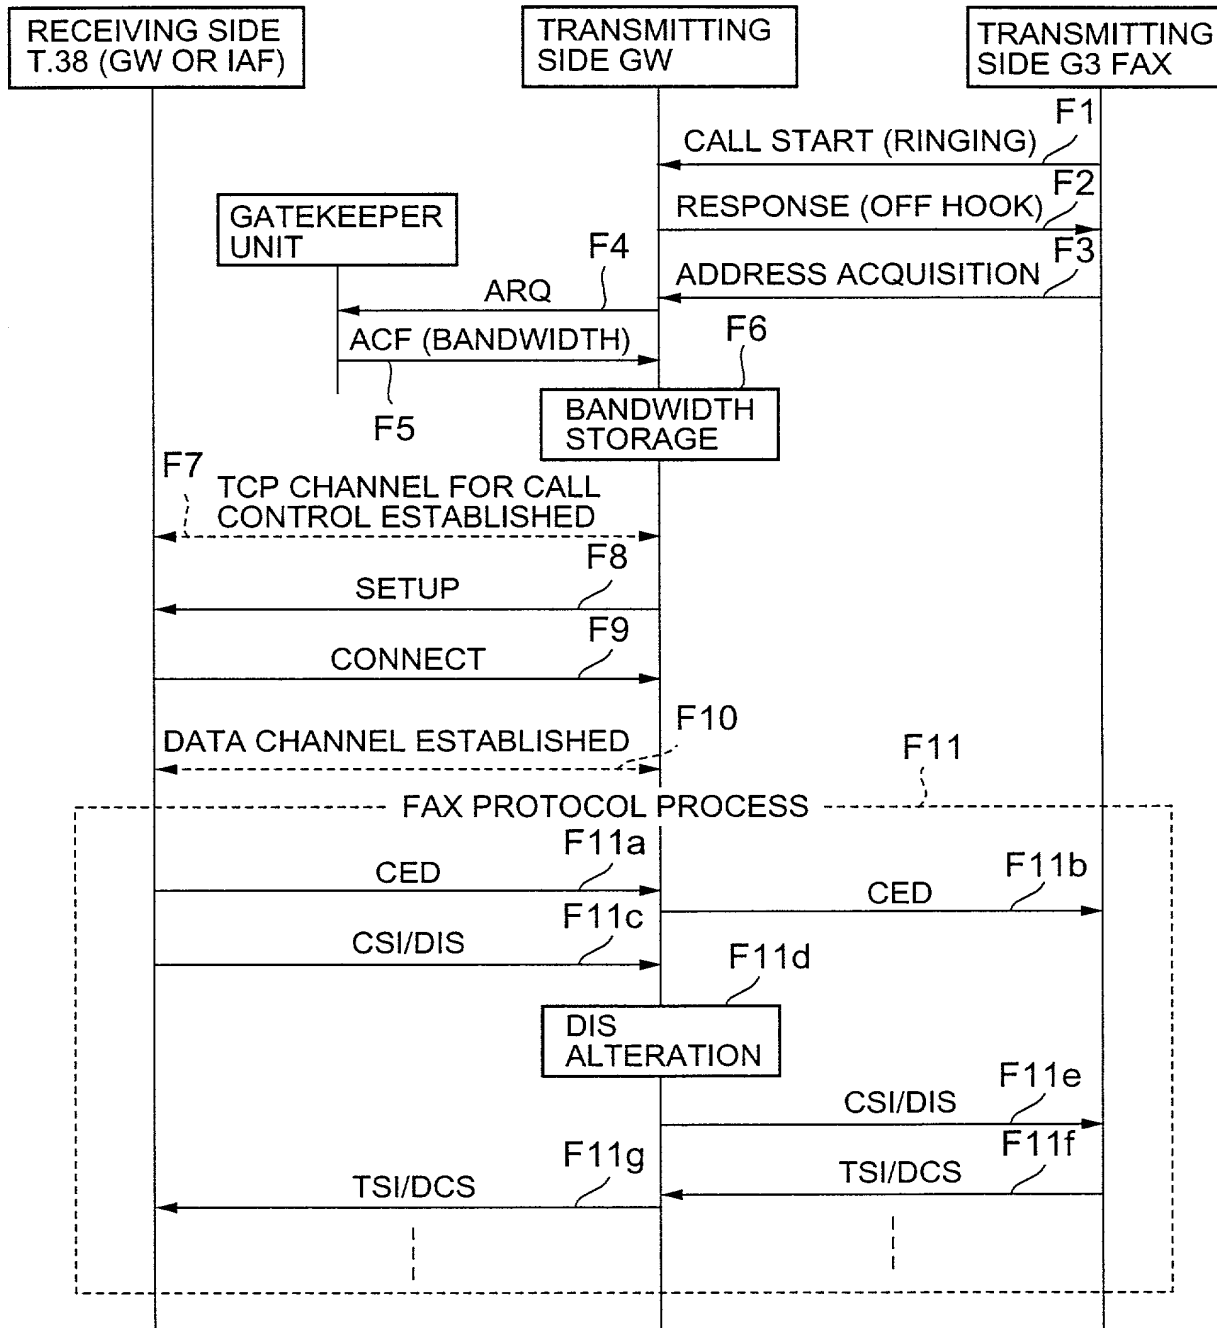 RECEIVING SIDE
T.38 (GW OR IAF)
TRANSMITTING
SIDE GW
TRANSMITTING
SIDE G3 FAX
F1
CALL START (RINGING)
F2
RESPONSE (OFF HOOK)
GATEKEEPER
UNIT
F3
ADDRESS ACQUISITION
F4
ARQ
ACF (BANDWIDTH)
F5
F6
BANDWIDTH
STORAGE
F7
TCP CHANNEL FOR CALL
CONTROL ESTABLISHED
F8
SETUP
F9
CONNECT
F10
DATA CHANNEL ESTABLISHED
F11
FAX PROTOCOL PROCESS
F11a
CED
F11b
CED
F11c
CSI/DIS
F11d
DIS
ALTERATION
F11e
CSI/DIS
F11f
TSI/DCS
F11g
TSI/DCS